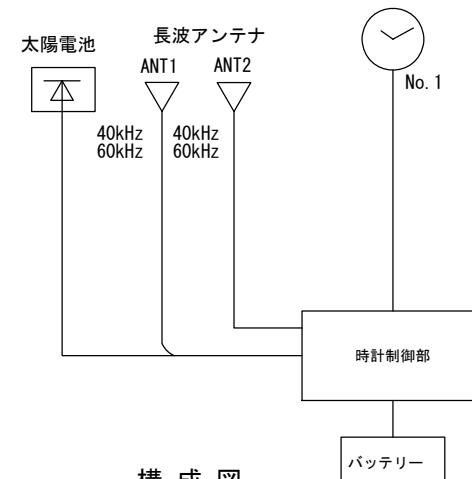 太陽電池
長波アンテナ
ANT1
ANT2
No. 1
40kHz
60kHz
40kHz
60kHz
時計制御部
バッテリー
構成図